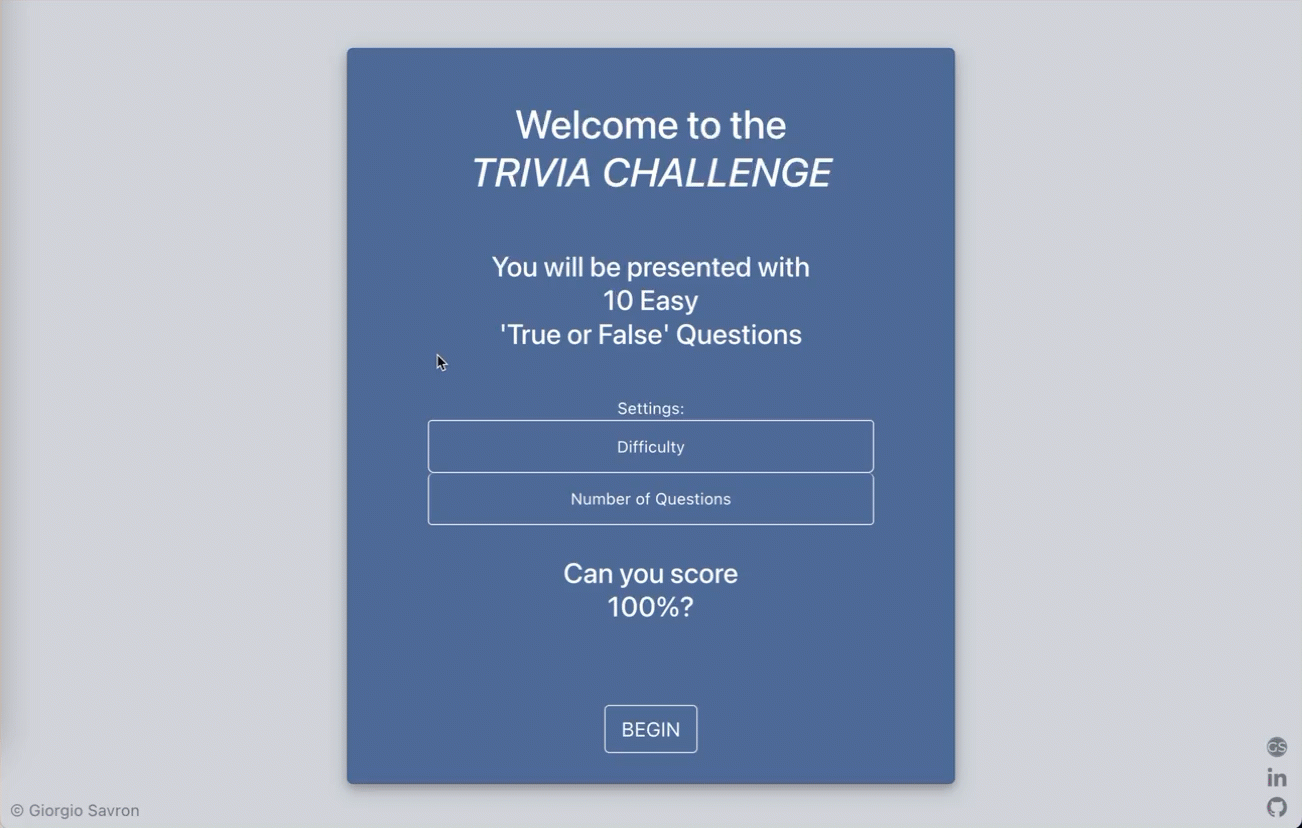 Welcome to the
TRIVIA CHALLENGE
You will be presented with
10 Easy
'True or False' Questions
Settings:
Difficulty
Number of Questions
Can you score
100%?
BEGIN
GS
in
© Giorgio Savron